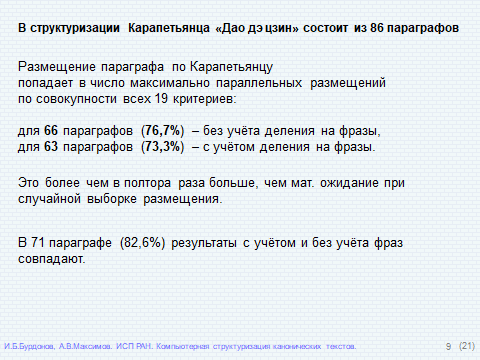 В структуризации Карапетьянца «Дао дэ цзин» состоит из 86 параграфов
Размещение параграфа по Карапетьянцу
попадает в число максимально параллельных размещений
по совокупности всех 19 критериев:
для 66 параграфов (76,7%) – без учёта деления на фразы,
для 63 параграфов (73,3%) – с учётом деления на фразы.
Это более чем в полтора раза больше, чем мат. ожидание при
случайной выборке размещения.
В 71 параграфе (82,6%) результаты с учётом и без учёта фраз
совпадают.
И.Б.Бурдонов, А.В.Максимов. ИСП РАН. Компьютерная структуризация канонических текстов. 9 (21)